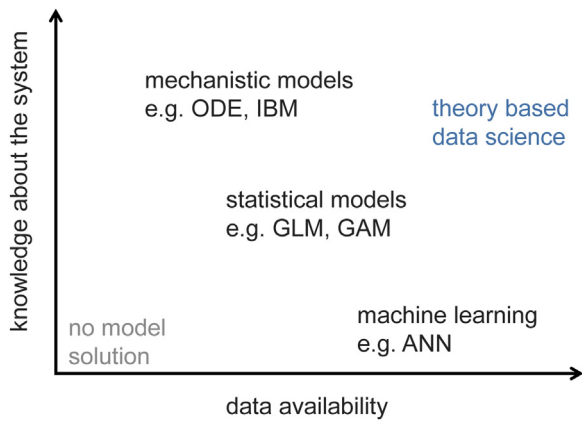 knowledge about the system
mechanistic models
e.g. ODE, IBM
theory based
data science
statistical models
e.g. GLM, GAM
no model
solution
machine learning
e.g. ANN
data availability